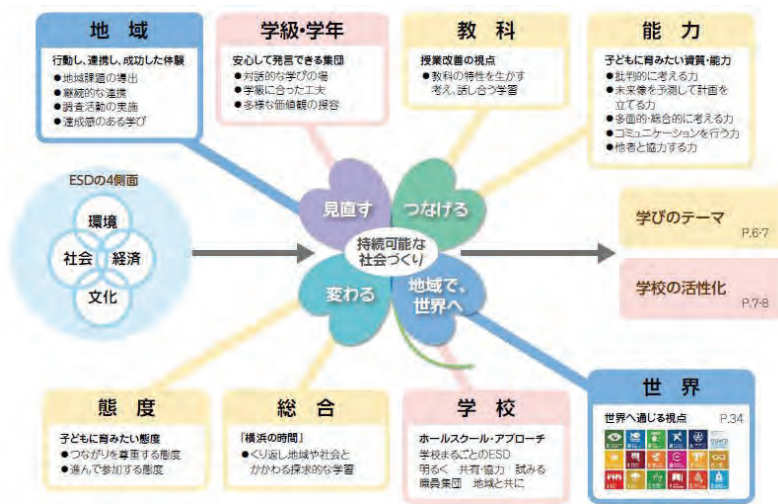 地 域
行動し、連携し、成功した体験
●地域課題の導出
●継続的な連携
●調査活動の実施
●達成感のある学び
学級・学年
安心して発言できる集団
●対話的な学びの場
●学級に合った工夫
●多様な価値観の授容
教 科
授業改善の視点
●教科の特性を生かす
考え、話し合う学習
能 力
子どもに育みたい資質・能力
●批判的に考える力
●未来像を予測して計画を
立てる力
●多面的・総合的に考える力
●コミュニケーションを行う力
●他者と協力する力
ESDの4側面
環境
社会
経済
文化
見直す
つなげる
持続可能な
社会づくり
変わる
地域で、
世界へ
学びのテーマ
P.6・7
学校の活性化
P.7・8
態 度
子どもに育みたい態度
●つながりを尊重する態度
●進んで参加する態度
総 合
「横浜の時間」
●くり返し地域や社会と
かかわる探求的な学習
学 校
ホールスクール・アプローチ
学校まるごとのESD
明るく 共有・協力 試みる
職員集団 地域と共に
世 界
世界へ通じる視点
P.34